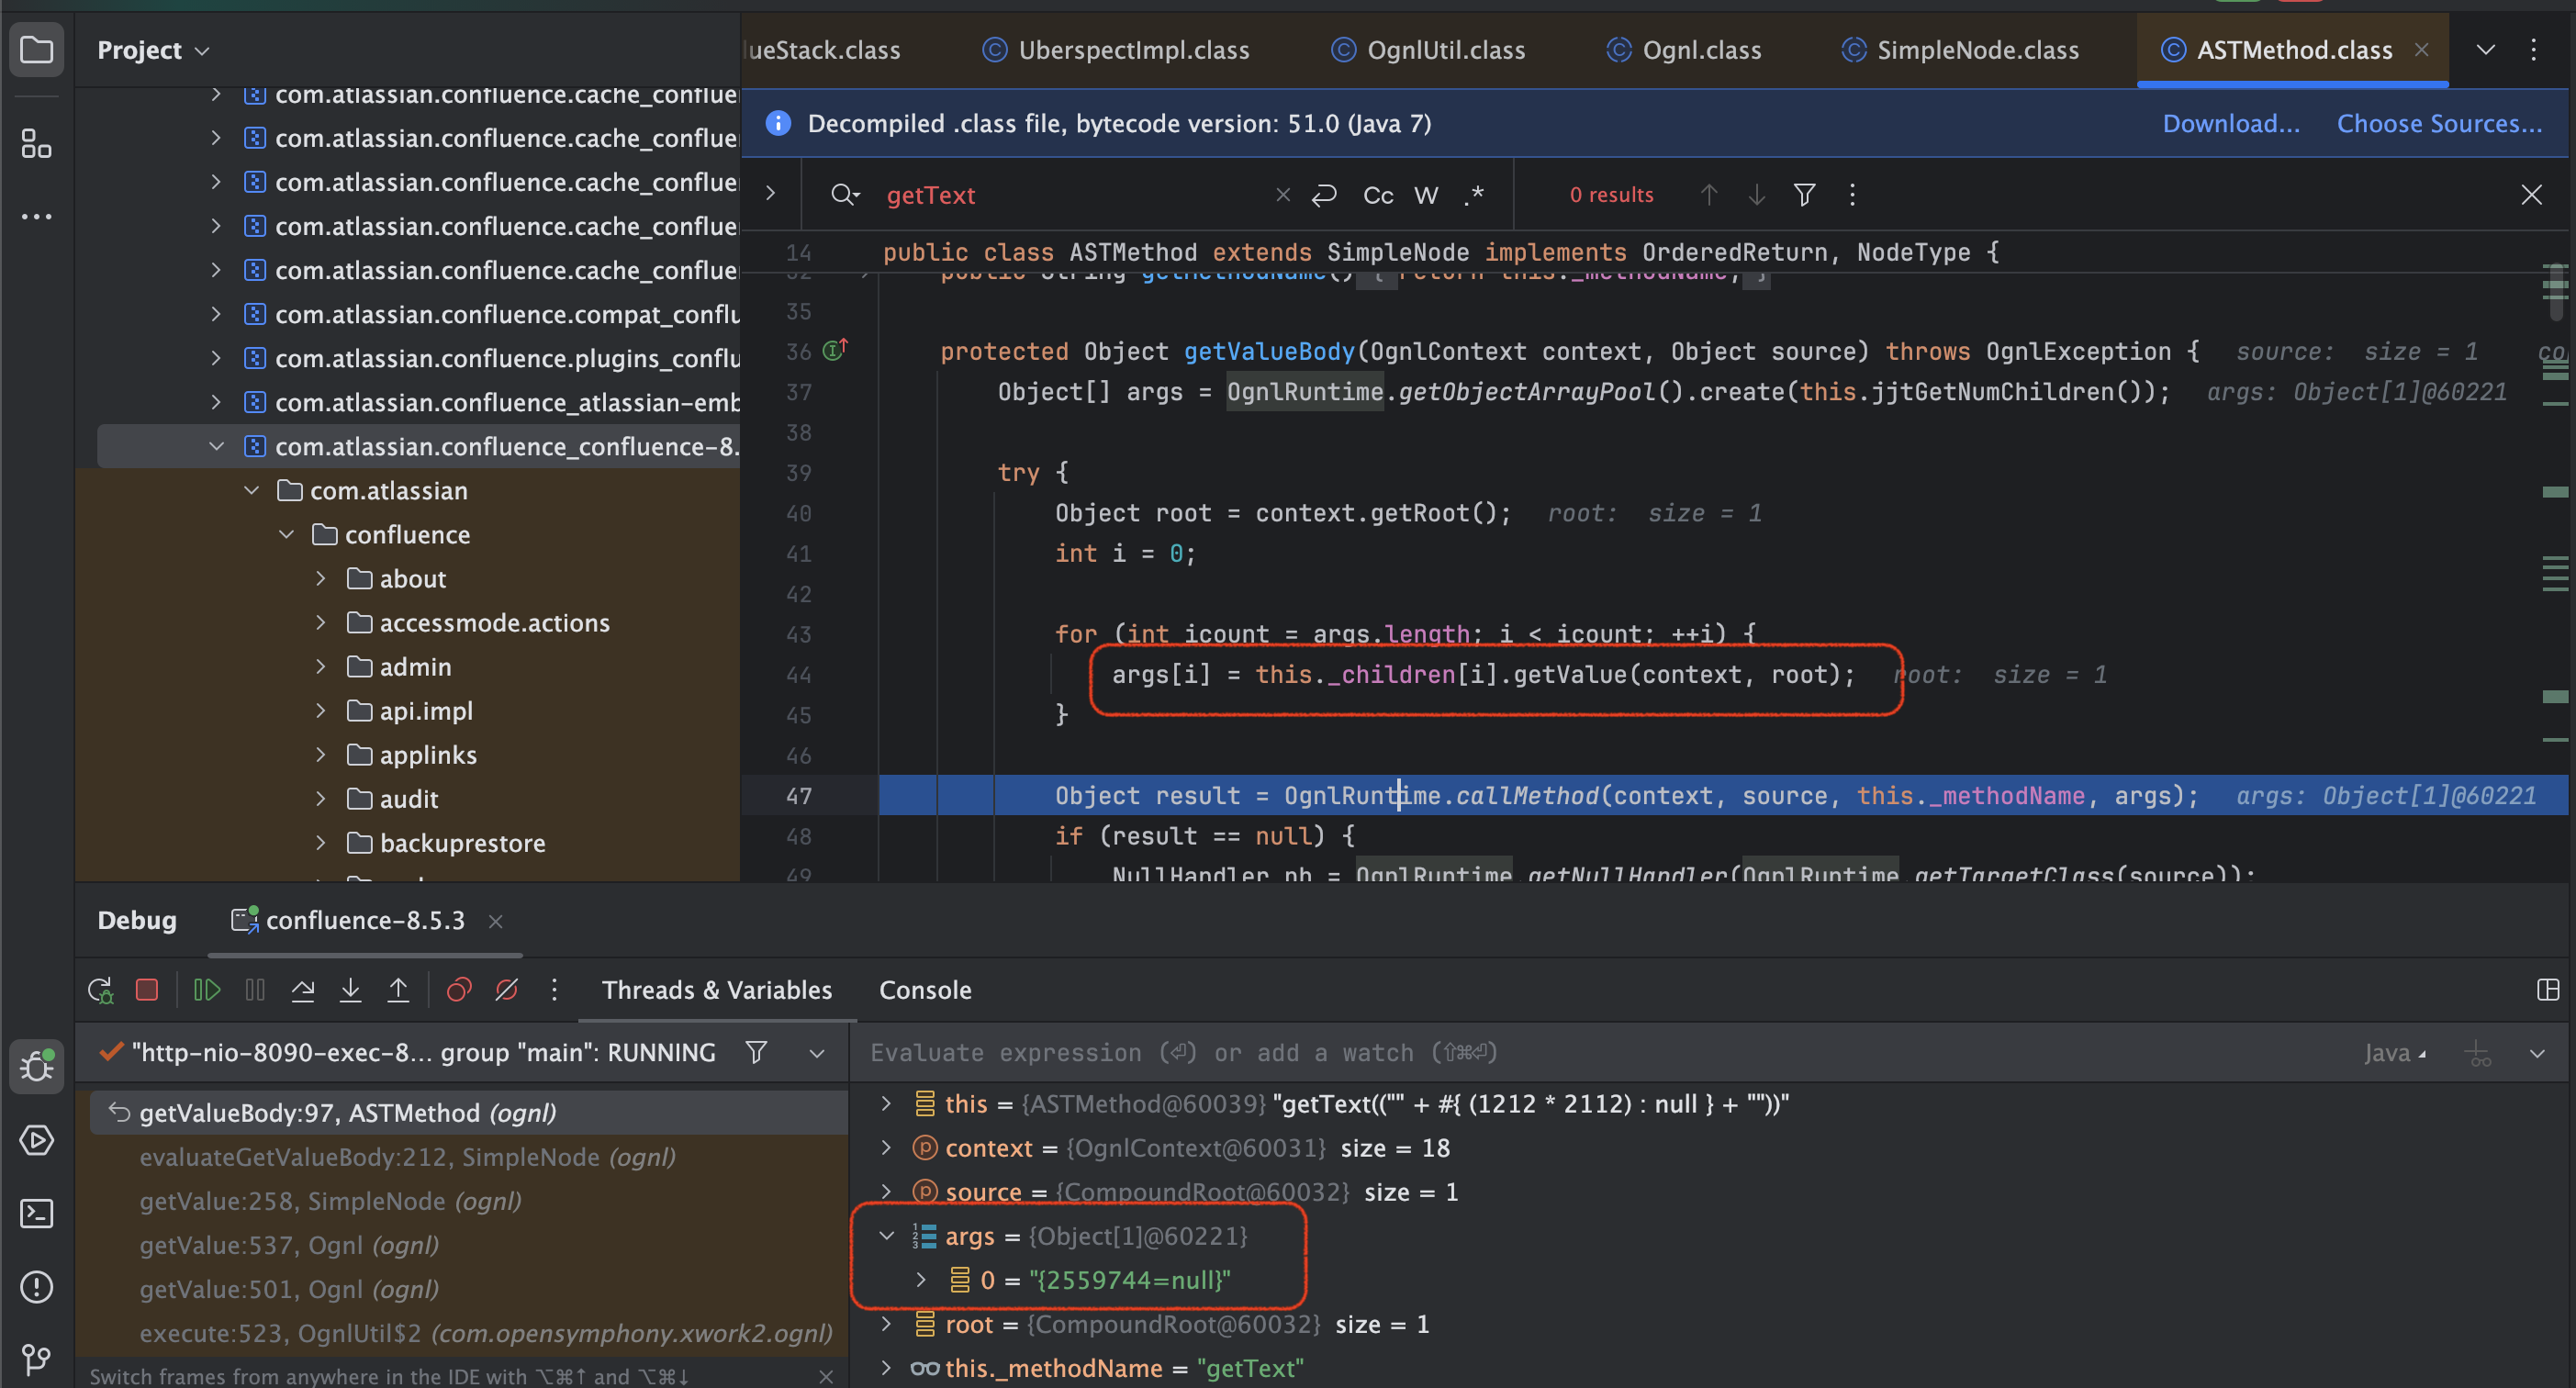 Project
lueStack.class
UberspectImpl.class
OgnlUtil.class
Ognl.class
SimpleNode.class
ASTMethod.class
Decompiled .class file, bytecode version: 51.0 (Java 7)
Download...
Choose Sources...
getText
Cc
W
.*
0 results
com.atlassian.confluence.cache_conflue
com.atlassian.confluence.cache_conflue
com.atlassian.confluence.cache_conflue
com.atlassian.confluence.cache_conflue
com.atlassian.confluence.cache_conflue
com.atlassian.confluence.compat_conflu
com.atlassian.confluence.plugins_conflu
com.atlassian.confluence_atlassian-emb
com.atlassian.confluence_confluence-8.
com.atlassian
confluence
about
accessmode.actions
admin
api.impl
applinks
audit
backuprestore
14 public class ASTMethod extends SimpleNode implements OrderedReturn, NodeType {
32 public String getMethodName() { return this._methodName; }
35
36 protected Object getValueBody(OgnlContext context, Object source) throws OgnlException { source: size = 1 co
37 Object[] args = OgnlRuntime.getObjectArrayPool().create(this.jjtGetNumChildren()); args: Object[1]@60221
38
39 try {
40 Object root = context.getRoot(); root: size = 1
41 int i = 0;
42
43 for (int icount = args.length; i < icount; ++i) {
44 args[i] = this._children[i].getValue(context, root); root: size = 1
45 }
46
47 Object result = OgnlRuntime.callMethod(context, source, this._methodName, args); args: Object[1]@60221
48 if (result == null) {
49 NullHandler nh = OgnlRuntime.getNullHandler(OgnlRuntime.getTargetClass(source));
Debug
confluence-8.5.3
Threads & Variables
Console
"http-nio-8090-exec-8... group "main": RUNNING
getValueBody:97, ASTMethod (ognl)
evaluateGetValueBody:212, SimpleNode (ognl)
getValue:258, SimpleNode (ognl)
getValue:537, Ognl (ognl)
getValue:501, Ognl (ognl)
execute:523, OgnlUtil$2 (com.opensymphony.xwork2.ognl)
Switch frames from anywhere in the IDE with ⌥⌘↑ and ⌥⌘↓
Evaluate expression (⏎) or add a watch (⇧⌘⏎)
Java
this = {ASTMethod@60039} "getText(("" + #{ (1212 * 2112) : null } + ""))"
context = {OgnlContext@60031} size = 18
source = {CompoundRoot@60032} size = 1
args = {Object[1]@60221}
0 = "{2559744=null}"
root = {CompoundRoot@60032} size = 1
this._methodName = "getText"